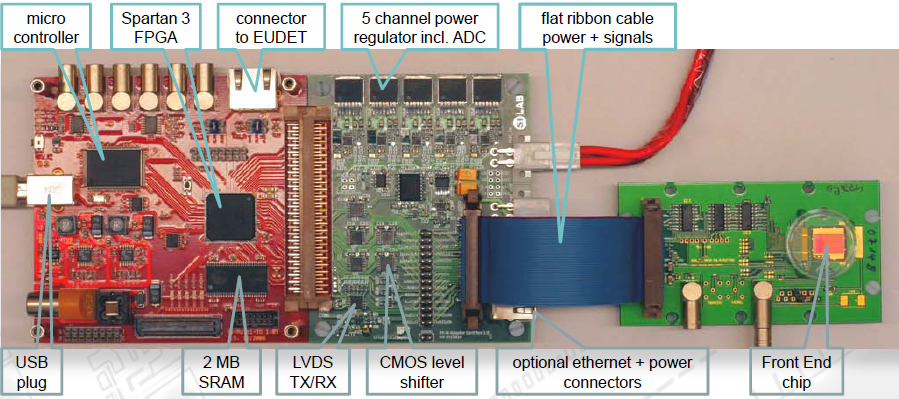 micro
controller
Spartan 3
FPGA
connector
to EUDET
5 channel power
regulator incl. ADC
flat ribbon cable
power + signals
SILAB
USB
plug
2 MB
SRAM
LVDS
TX/RX
CMOS level
shifter
optional ethernet + power
connectors
Front End
chip